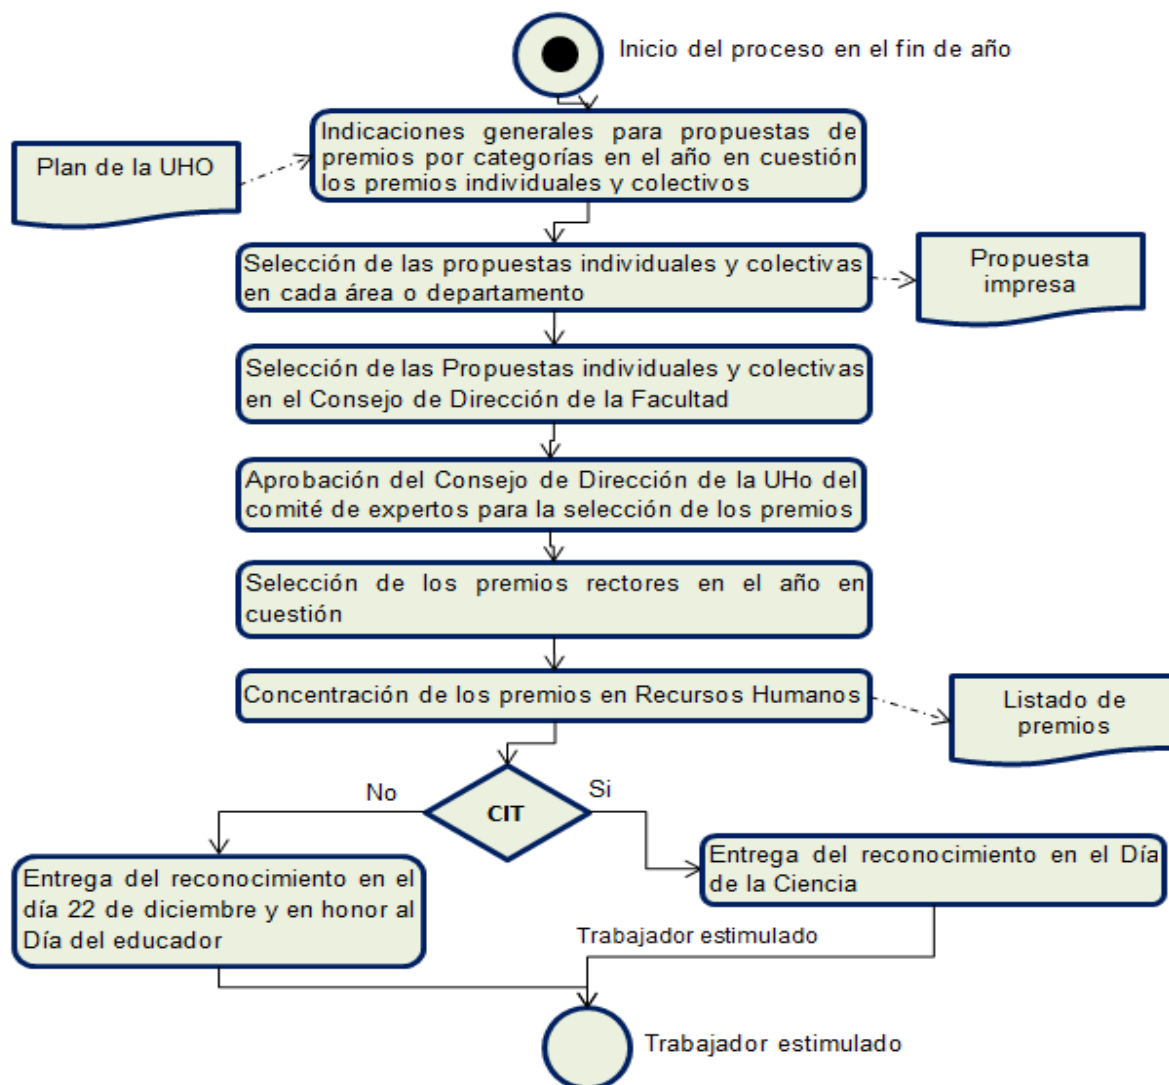 Inicio del proceso en el fin de año
Indicaciones generales para propuestas de
premios por categorías en el año en cuestión
los premios individuales y colectivos
Plan de la UHO
Selección de las propuestas individuales y colectivas
en cada área o departamento
Propuesta
impresa
Selección de las Propuestas individuales y colectivas
en el Consejo de Dirección de la Facultad
Aprobación del Consejo de Dirección de la UHo del
comité de expertos para la selección de los premios
Selección de los premios rectores en el año en
cuestión
Concentración de los premios en Recursos Humanos
Listado de
premios
No
CIT
Si
Entrega del reconocimiento en el
día 22 de diciembre y en honor al
Día del educador
Entrega del reconocimiento en el Día
de la Ciencia
Trabajador estimulado
Trabajador estimulado